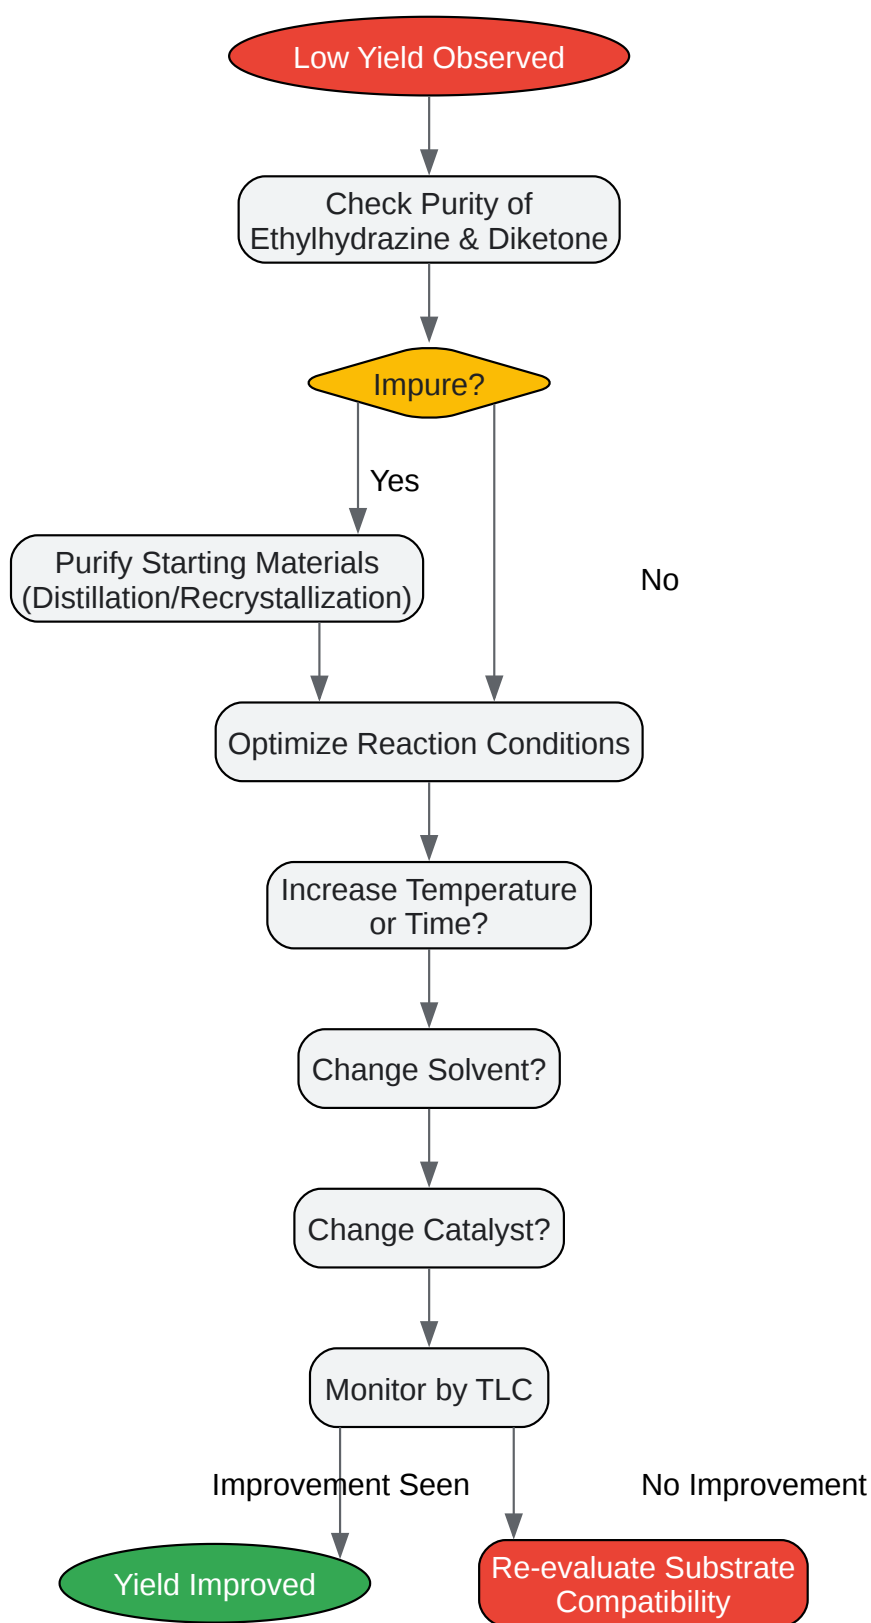 Low Yield Observed
Check Purity of
Ethylhydrazine & Diketone
Impure?
Yes
Purify Starting Materials
(Distillation/Recrystallization)
No
Optimize Reaction Conditions
Increase Temperature
or Time?
Change Solvent?
Change Catalyst?
Monitor by TLC
Improvement Seen
No Improvement
Yield Improved
Re-evaluate Substrate
Compatibility